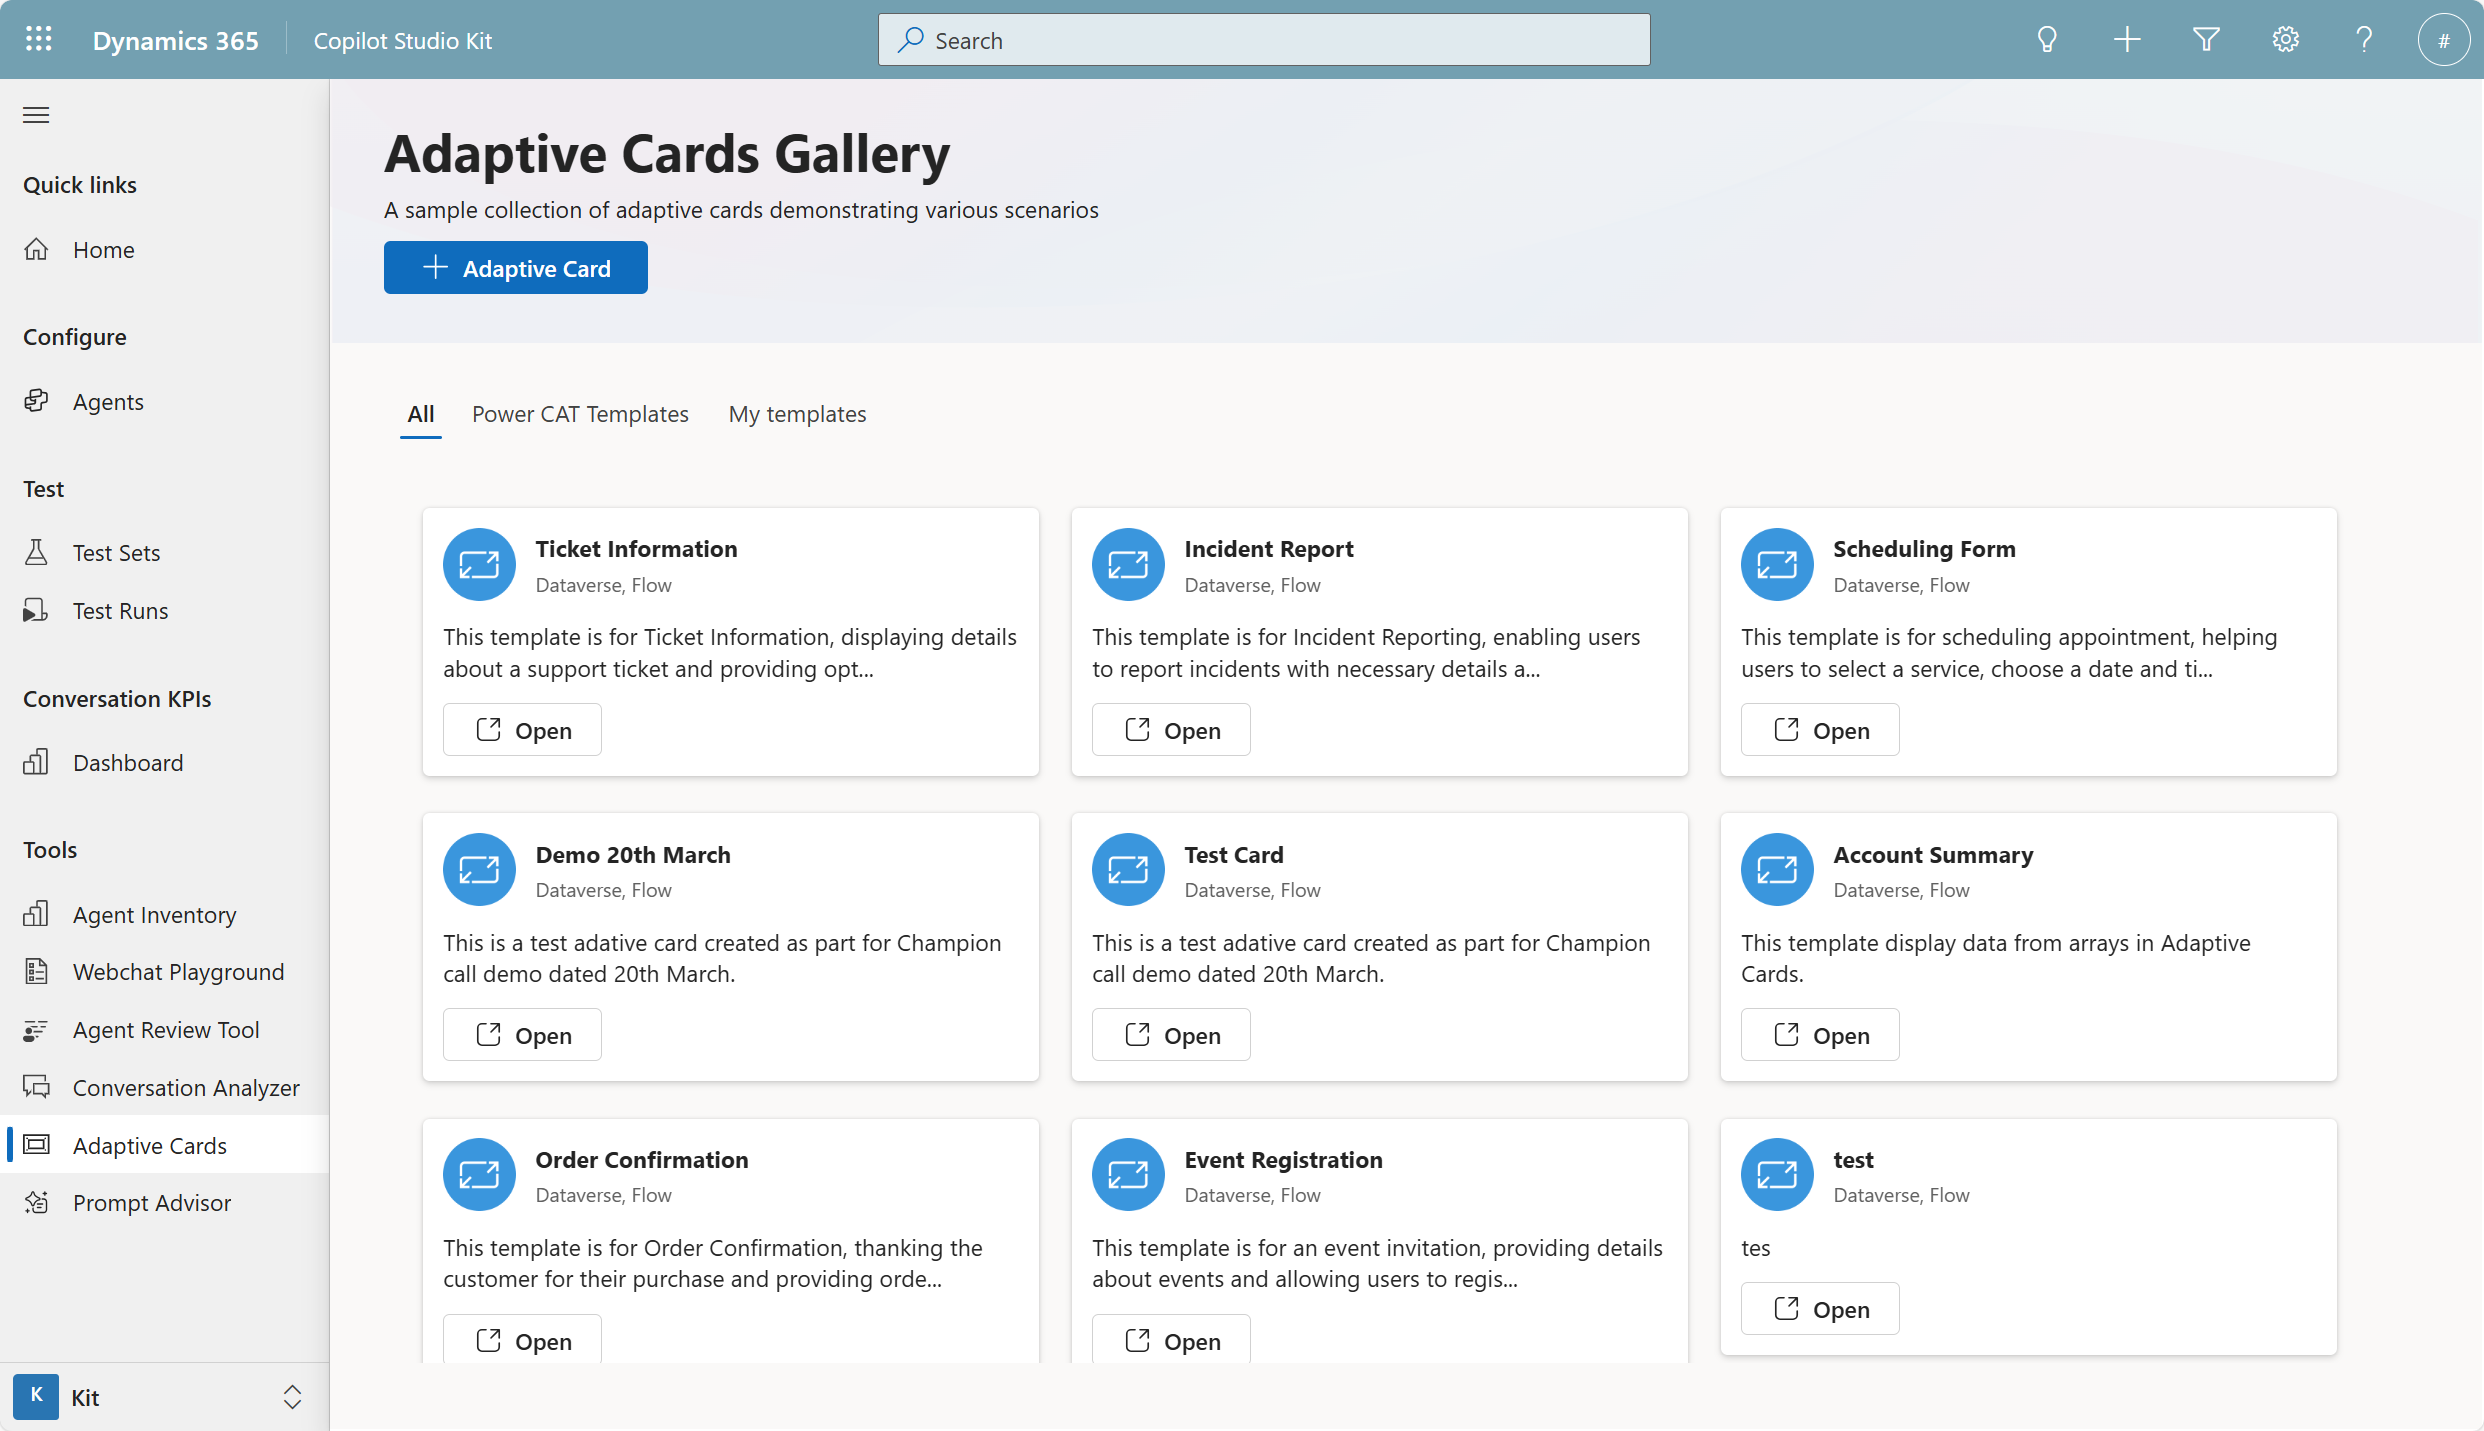 Dynamics 365
Copilot Studio Kit
Search
#
Quick links
Home
Configure
Agents
Test
Test Sets
Test Runs
Conversation KPIs
Dashboard
Tools
Agent Inventory
Webchat Playground
Agent Review Tool
Conversation Analyzer
Adaptive Cards
Prompt Advisor
K
Kit
Adaptive Cards Gallery
A sample collection of adaptive cards demonstrating various scenarios
Adaptive Card
All
Power CAT Templates
My templates
Ticket Information
Dataverse, Flow
This template is for Ticket Information, displaying details
about a support ticket and providing opt...
Open
Incident Report
Dataverse, Flow
This template is for Incident Reporting, enabling users
to report incidents with necessary details a...
Open
Scheduling Form
Dataverse, Flow
This template is for scheduling appointment, helping
users to select a service, choose a date and ti...
Open
Demo 20th March
Dataverse, Flow
This is a test adative card created as part for Champion
call demo dated 20th March.
Open
Test Card
Dataverse, Flow
This is a test adative card created as part for Champion
call demo dated 20th March.
Open
Account Summary
Dataverse, Flow
This template display data from arrays in Adaptive
Cards.
Open
Order Confirmation
Dataverse, Flow
This template is for Order Confirmation, thanking the
customer for their purchase and providing orde...
Open
Event Registration
Dataverse, Flow
This template is for an event invitation, providing details
about events and allowing users to regis...
Open
test
Dataverse, Flow
tes
Open